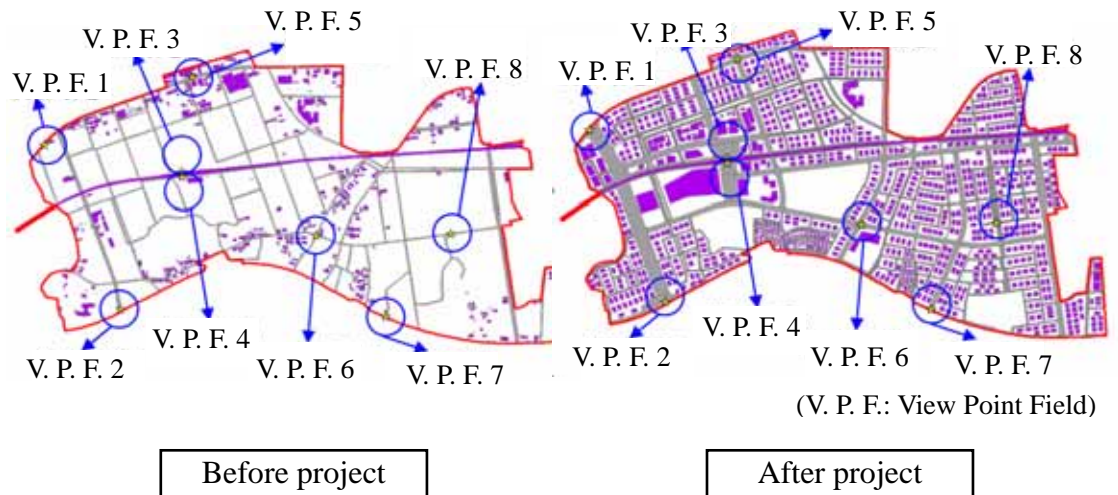 V. P. F. 5
V. P. F. 3
V. P. F. 8
V. P. F. 1
V. P. F. 4
V. P. F. 2
V. P. F. 6
V. P. F. 7
Before project
V. P. F. 5
V. P. F. 3
V. P. F. 8
V. P. F. 1
V. P. F. 4
V. P. F. 2
V. P. F. 6
V. P. F. 7
(V. P. F.: View Point Field)
After project